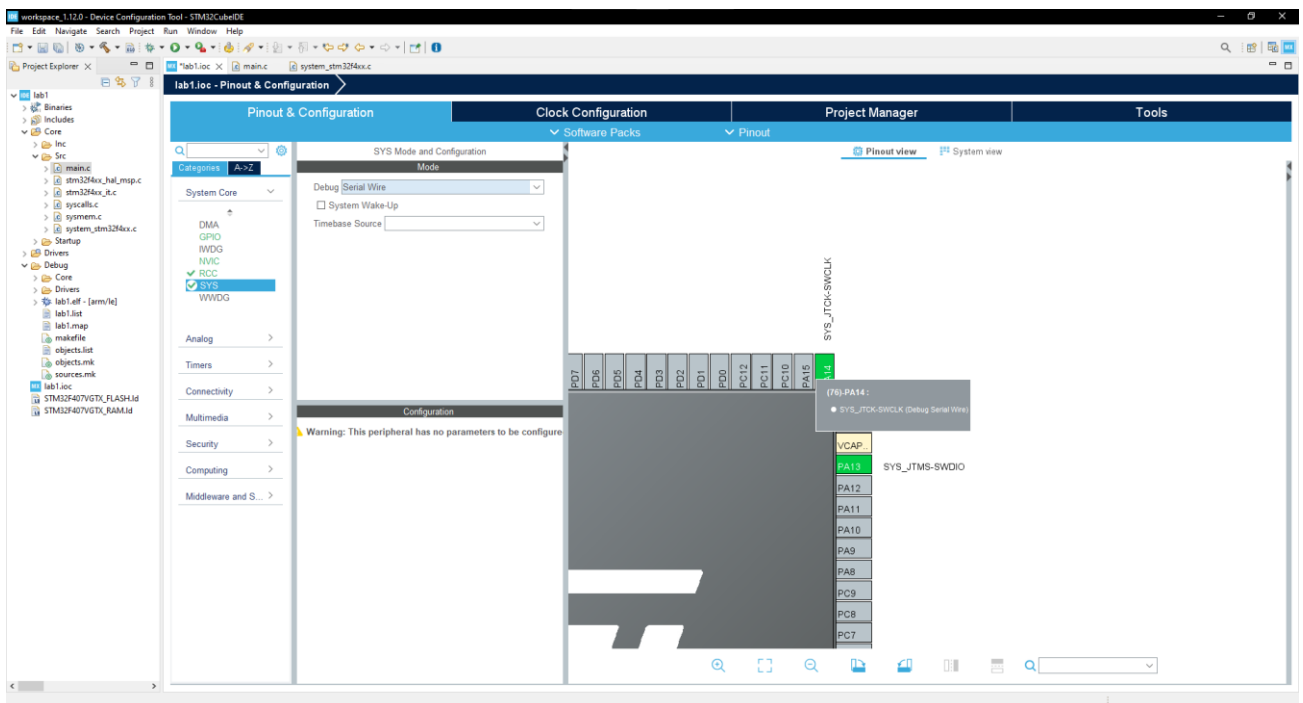 workspace_1.12.0 - Device Configuration Tool - STM32CubeIDE
File Edit Navigate Search Project Run Window Help
Project Explorer
*lab1.ioc
main.c
system_stm32f4xx.c
lab1.ioc - Pinout & Configuration
lab1
Binaries
Includes
Core
Inc
Src
main.c
stm32f4xx_hal_msp.c
stm32f4xx_it.c
syscalls.c
sysmem.c
system_stm32f4xx.c
Startup
Drivers
Debug
Core
Drivers
lab1.elf - [arm/le]
lab1.list
lab1.map
makefile
objects.list
objects.mk
sources.mk
lab1.ioc
STM32F407VGTX_FLASH.ld
STM32F407VGTX_RAM.ld
Pinout & Configuration
Clock Configuration
Project Manager
Tools
Software Packs
Pinout
Categories
A->Z
System Core
DMA
GPIO
IWDG
NVIC
RCC
SYS
WWDG
Analog
Timers
Connectivity
Multimedia
Security
Computing
Middleware and S...
SYS Mode and Configuration
Mode
Debug Serial Wire
System Wake-Up
Timebase Source
Configuration
Warning: This peripheral has no parameters to be configure
Pinout view
System view
SYS_JTCK-SWCLK
PD7
PD6
PD5
PD4
PD3
PD2
PD1
PD0
PC12
PC11
PC10
PA15
(76)-PA14 :
SYS_JTCK-SWCLK (Debug Serial Wire)
VCAP..
PA13
SYS_JTMS-SWDIO
PA12
PA11
PA10
PA9
PA8
PC9
PC8
PC7